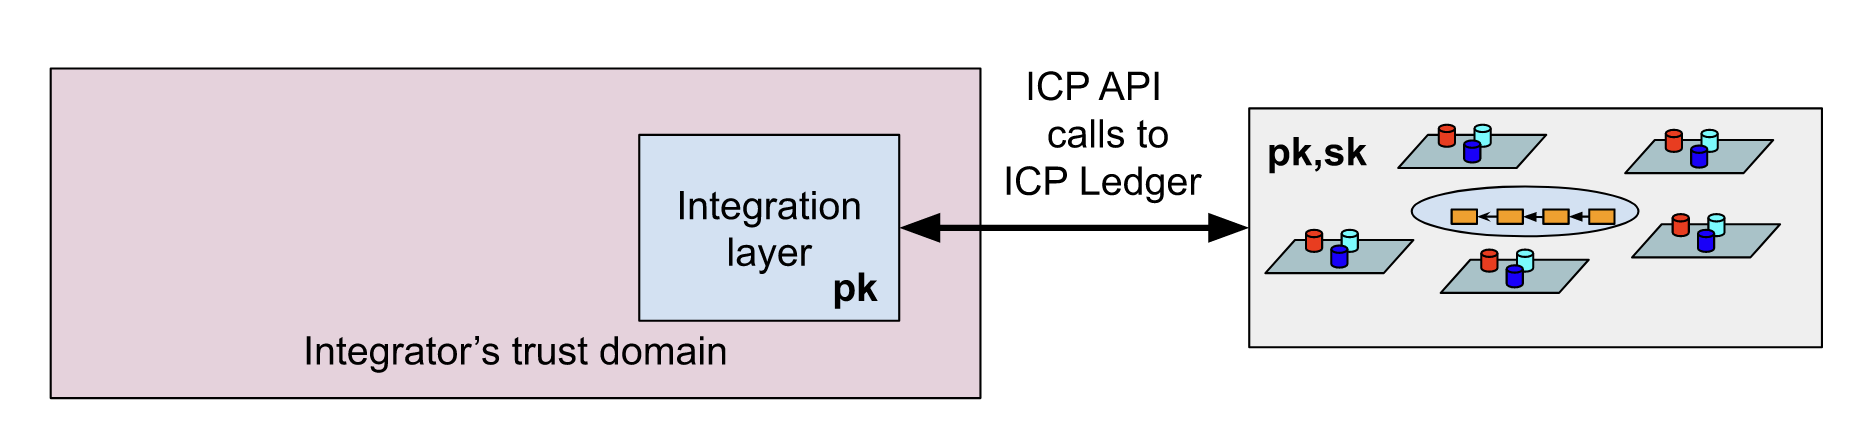 ICP API
calls to
ICP Ledger
pk,sk
Integration
layer
pk
Integrator’s trust domain